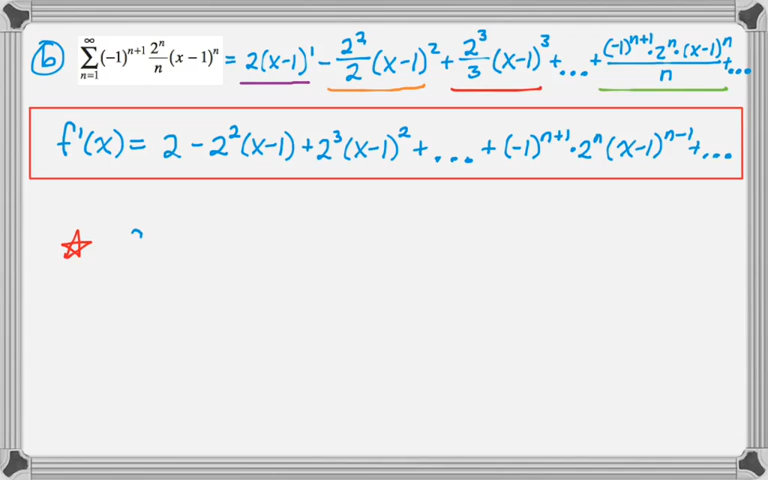 (b) ∑_{n=1}^{∞} (-1)^{n+1} 2^n/n (x-1)^n = 2(x-1)^1 - 2^2/2 (x-1)^2 + 2^3/3 (x-1)^3 + ... + (-1)^{n+1}·2^n·(x-1)^n/n + ...
f'(x) = 2 - 2^2(x-1) + 2^3(x-1)^2 + .... + (-1)^{n+1}·2^n(x-1)^{n-1} + ...